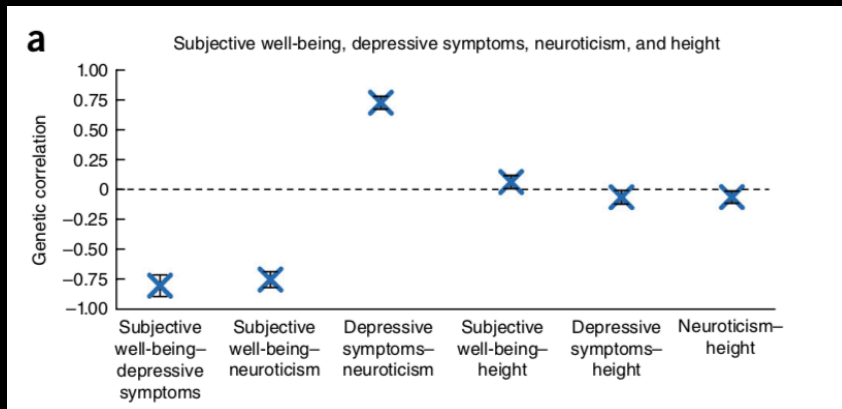 a
Subjective well-being, depressive symptoms, neuroticism, and height
Genetic correlation
1.00
0.75
0.50
0.25
0
–0.25
–0.50
–0.75
–1.00
Subjective
well-being–
depressive
symptoms
Subjective
well-being–
neuroticism
Depressive
symptoms–
neuroticism
Subjective
well-being–
height
Depressive
symptoms–
height
Neuroticism–
height